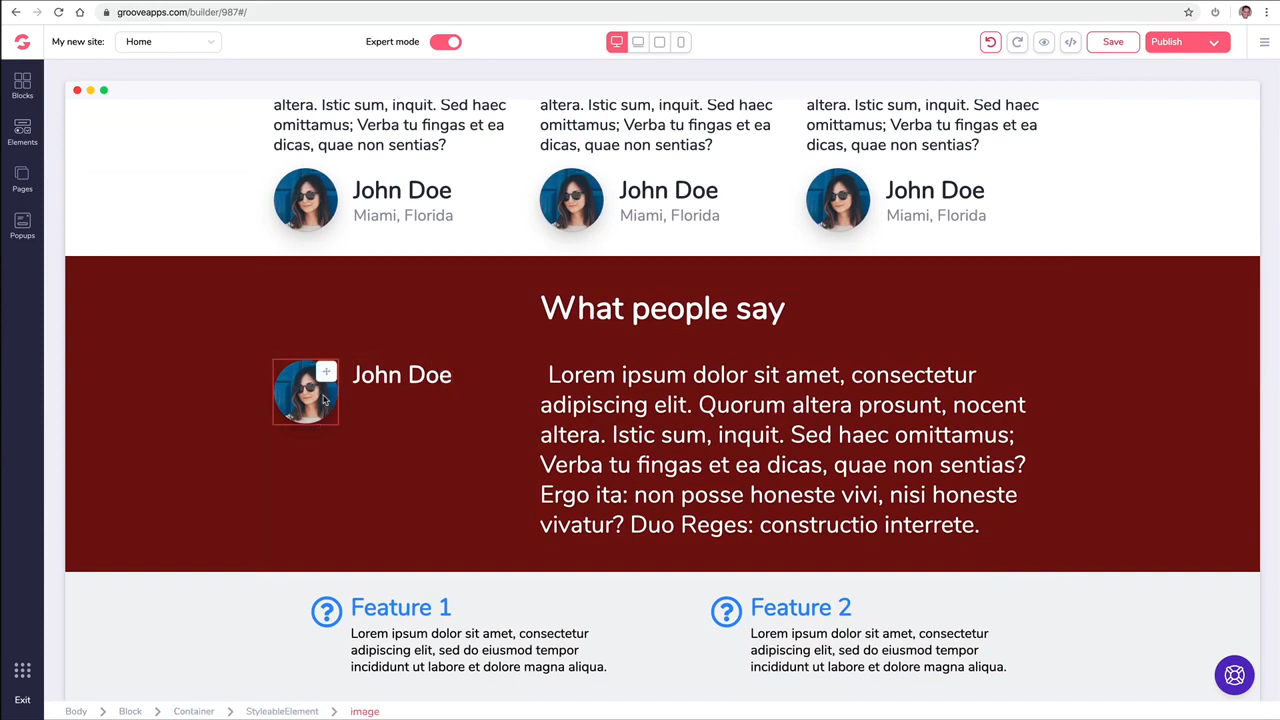 grooveapps.com/builder/987#/
My new site: Home Expert mode Save Publish
Blocks
Elements
Pages
Popups
Exit
altera. Istic sum, inquit. Sed haec
omittamus; Verba tu fingas et ea
dicas, quae non sentias?
John Doe
Miami, Florida
altera. Istic sum, inquit. Sed haec
omittamus; Verba tu fingas et ea
dicas, quae non sentias?
John Doe
Miami, Florida
altera. Istic sum, inquit. Sed haec
omittamus; Verba tu fingas et ea
dicas, quae non sentias?
John Doe
Miami, Florida
What people say
John Doe
Lorem ipsum dolor sit amet, consectetur
adipiscing elit. Quorum altera prosunt, nocent
altera. Istic sum, inquit. Sed haec omittamus;
Verba tu fingas et ea dicas, quae non sentias?
Ergo ita: non posse honeste vivi, nisi honeste
vivatur? Duo Reges: constructio interrete.
Feature 1
Lorem ipsum dolor sit amet, consectetur
adipiscing elit, sed do eiusmod tempor
incididunt ut labore et dolore magna aliqua.
Feature 2
Lorem ipsum dolor sit amet, consectetur
adipiscing elit, sed do eiusmod tempor
incididunt ut labore et dolore magna aliqua.
Body Block Container StyleableElement image